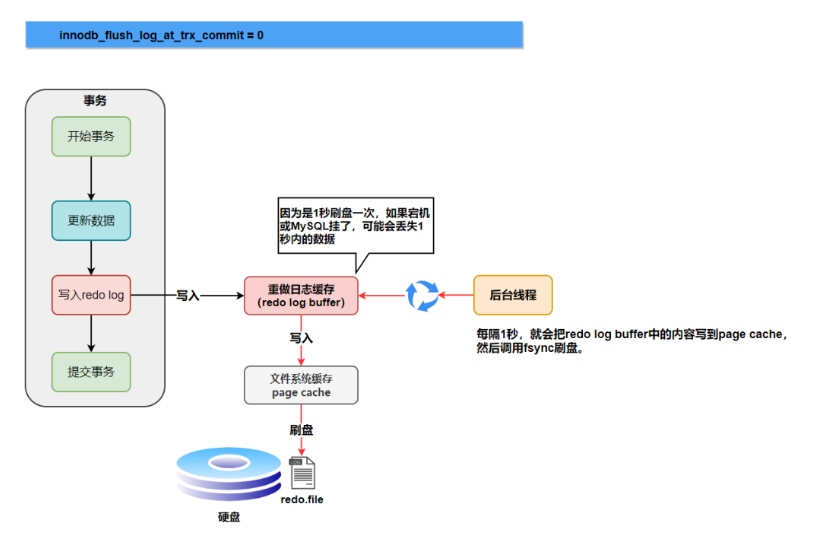 innodb_flush_log_at_trx_commit = 0
事务
开始事务
更新数据
写入redo log
提交事务
写入
因为是1秒刷盘一次，如果宕机
或MySQL挂了，可能会丢失1
秒内的数据
重做日志缓存
（redo log buffer）
后台线程
每隔1秒，就会把redo log buffer中的内容写到page cache，
然后调用fsync刷盘。
写入
文件系统缓存
page cache
刷盘
LOG
redo.file
硬盘